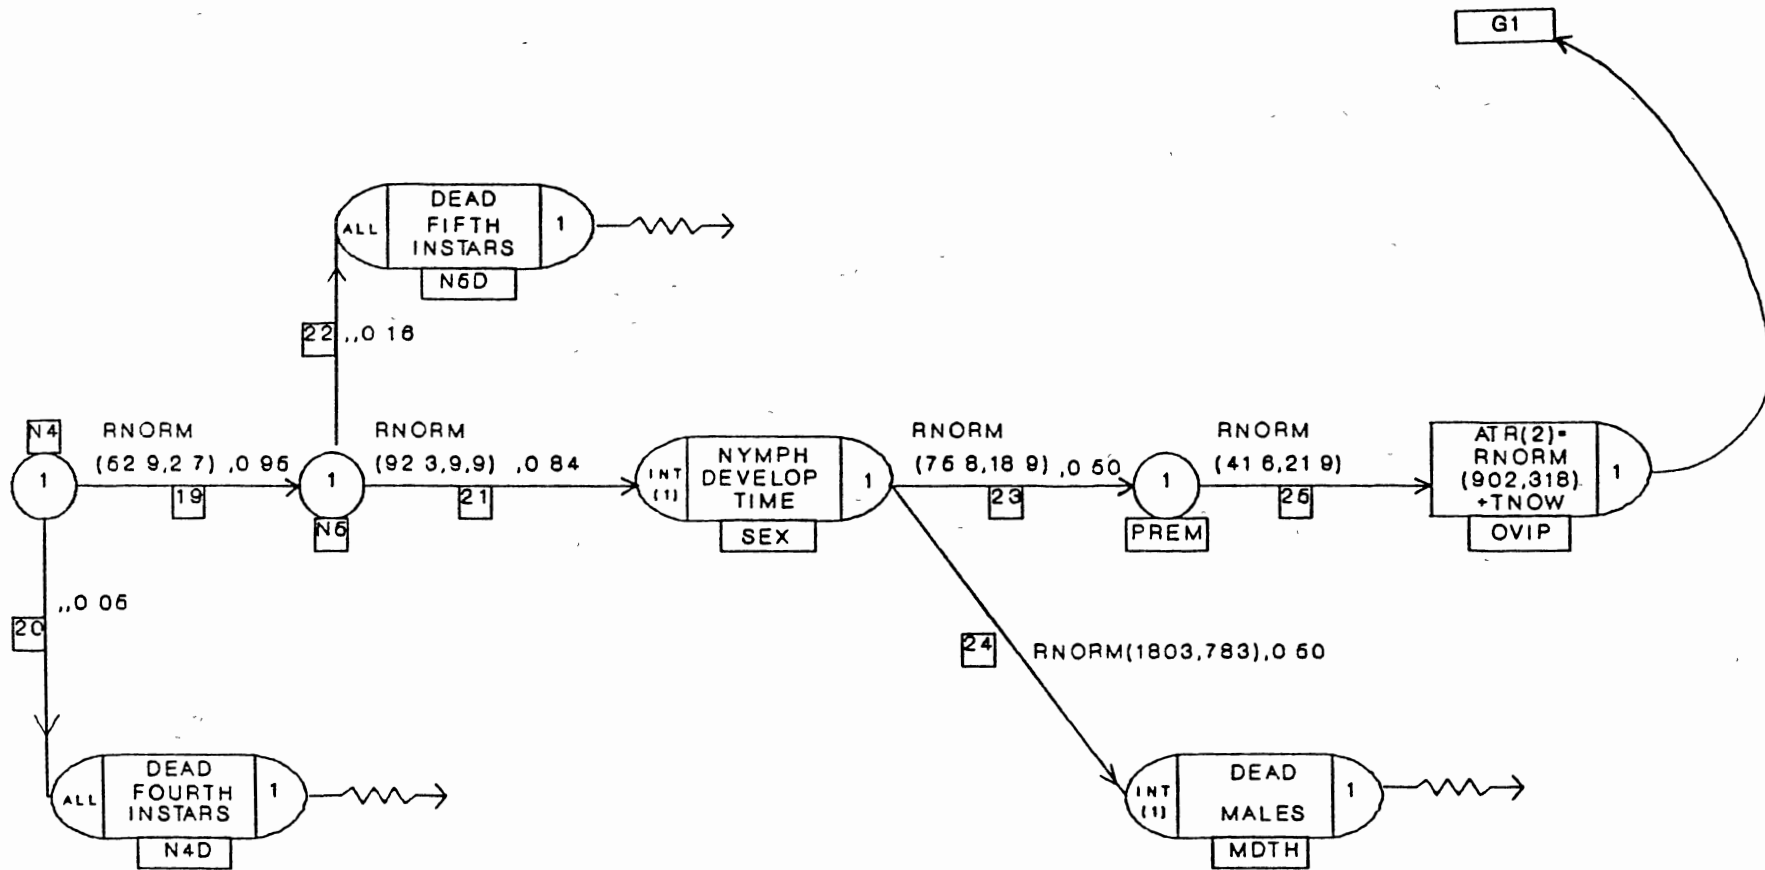 G1
DEAD
FIFTH
INSTARS
ALL
1
N5D
22 ,,0 16
N4
RNORM
(52 9,2 7) ,0 95
1
19
RNORM
(92 3,9,9) ,0 84
1
21
N5
INT
(1)
NYMPH
DEVELOP
TIME
1
SEX
RNORM
(75 8,18 9) ,0 50
23
1
PREM
RNORM
(41 6,21 9)
25
ATR(2)=
RNORM
(902,318)
+TNOW
1
OVIP
20 ,,0 05
24 RNORM(1803,783),0 50
ALL
DEAD
FOURTH
INSTARS
1
N4D
INT
(1)
DEAD
MALES
1
MDTH